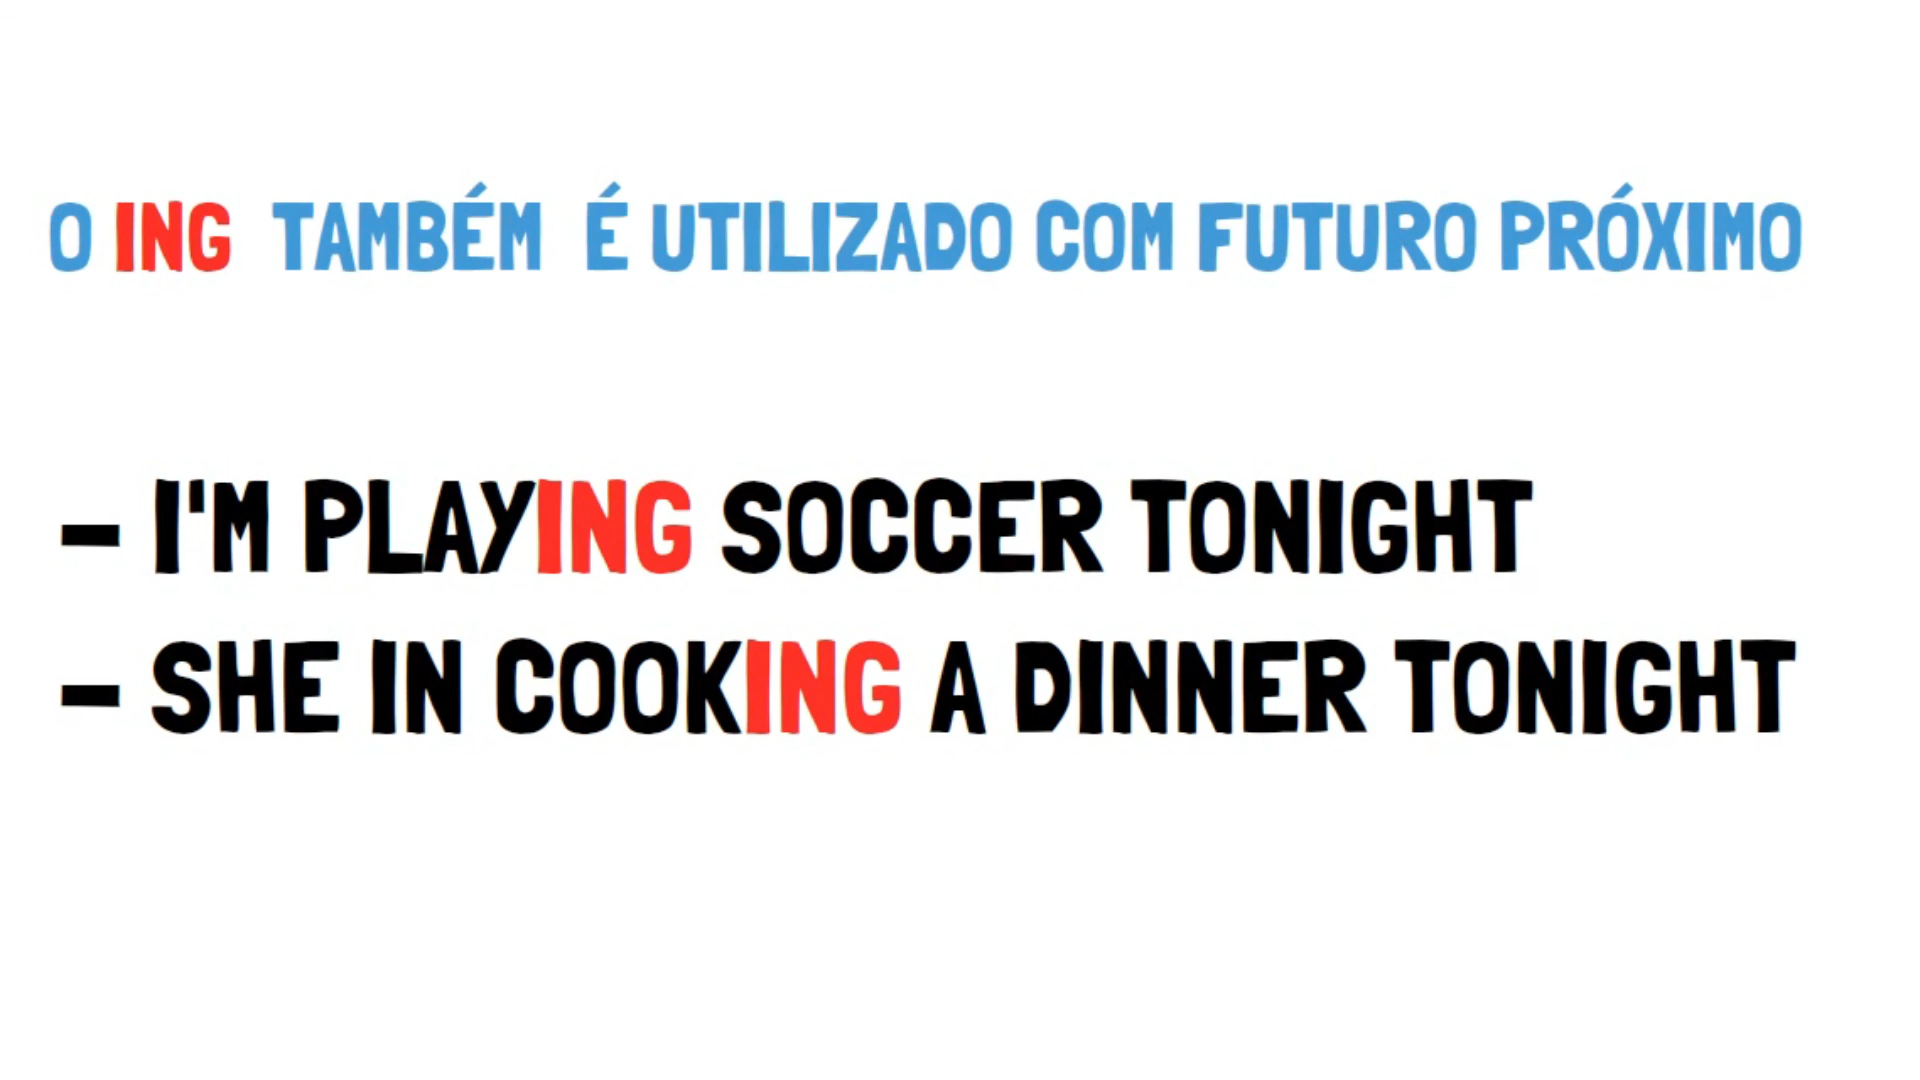 O ING TAMBÉM É UTILIZADO COM FUTURO PRÓXIMO
- I'M PLAYING SOCCER TONIGHT
- SHE IN COOKING A DINNER TONIGHT